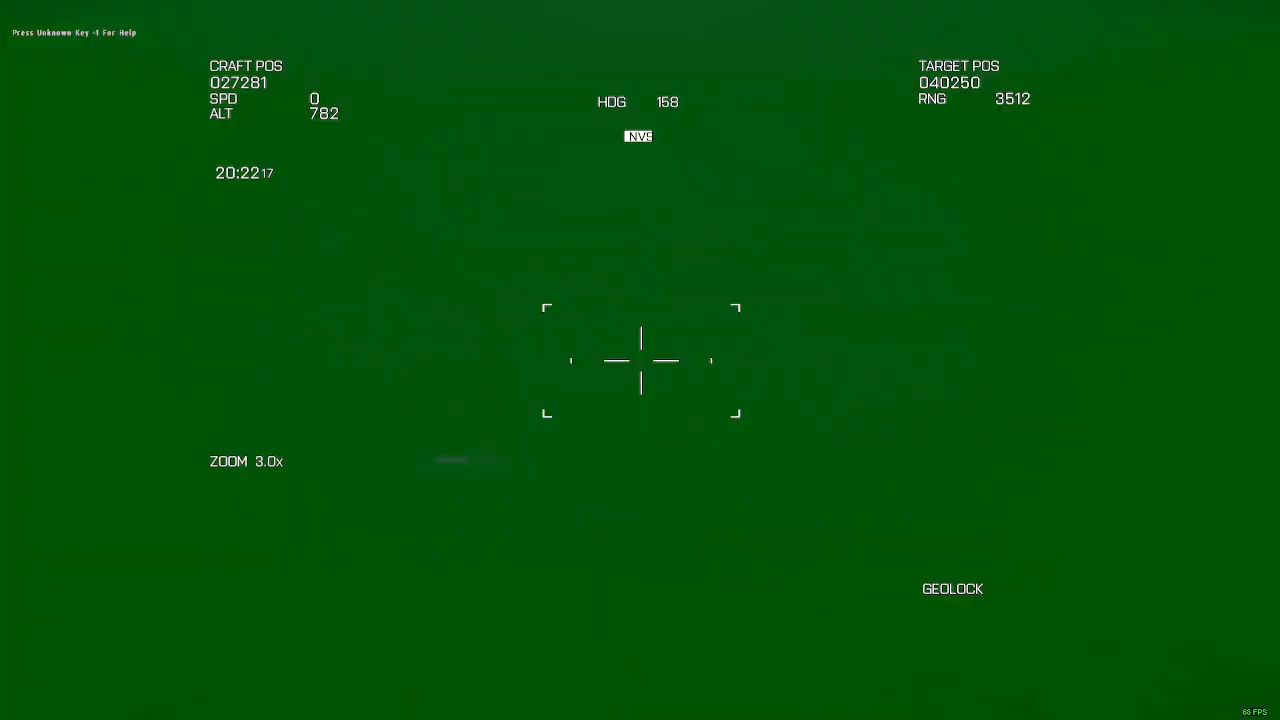 Press Unknown Key -1 For Help
CRAFT POS
027281
SPD 0
ALT 782
HDG 158
NVS
TARGET POS
040250
RNG 3512
20:22 17
ZOOM 3.0x
GEOLOCK
68 FPS